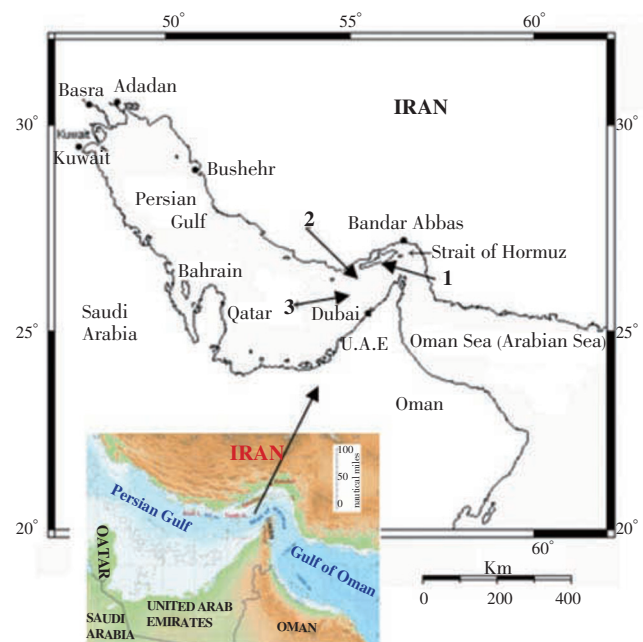 50°
55°
60°
Basra
Adadan
IRAN
30°
30°
Kuwait
Kuwait
Bushehr
Persian
Gulf
2
Bandar Abbas
Strait of Hormuz
1
Bahrain
3
Saudi
Arabia
Qatar
Dubai
25°
25°
U.A.E
Oman Sea (Arabian Sea)
Oman
IRAN
100
50
0
nautical miles
Persian Gulf
QATAR
Gulf of Oman
20°
20°
60°
UNITED ARAB
EMIRATES
SAUDI
ARABIA
OMAN
Km
0 200 400